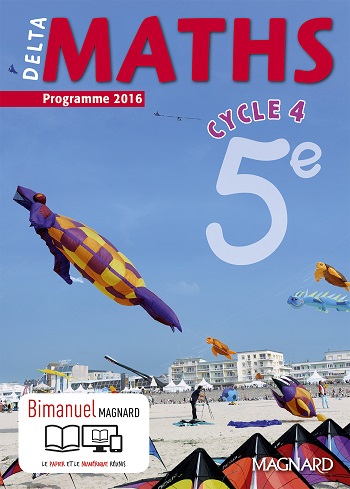 DELTA
MATHS
Programme 2016
CYCLE 4
5e
Bimanuel MAGNARD
LE PAPIER ET LE NUMÉRIQUE RÉUNIS
MAGNARD